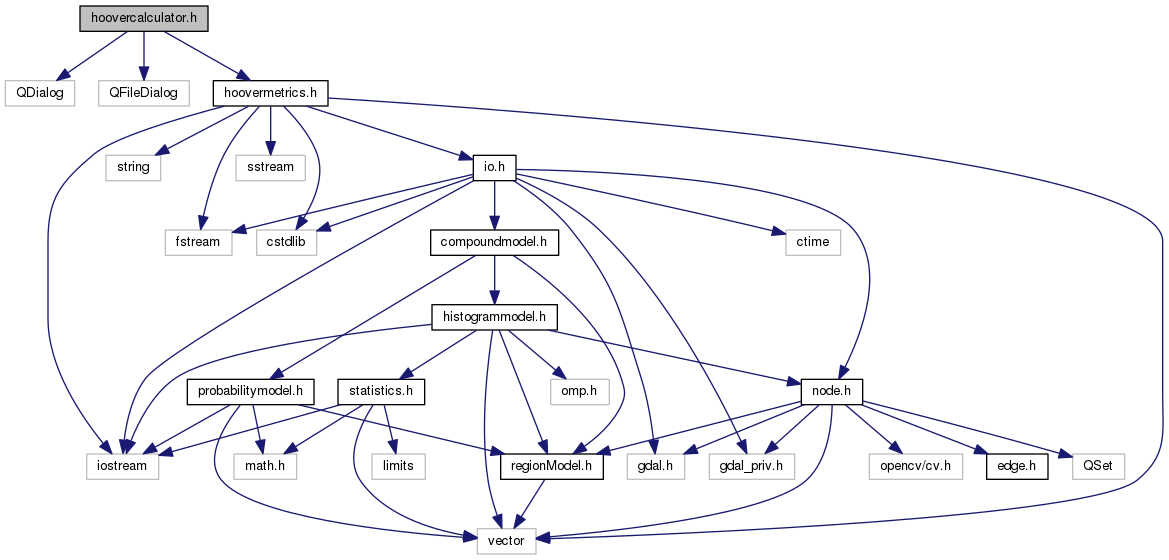 hoovercalculator.h
QDialog
QFileDialog
hoovermetrics.h
string
sstream
io.h
fstream
cstdlib
compoundmodel.h
ctime
histogrammodel.h
probabilitymodel.h
statistics.h
omp.h
node.h
iostream
math.h
limits
regionModel.h
gdal.h
gdal_priv.h
opencv/cv.h
edge.h
QSet
vector